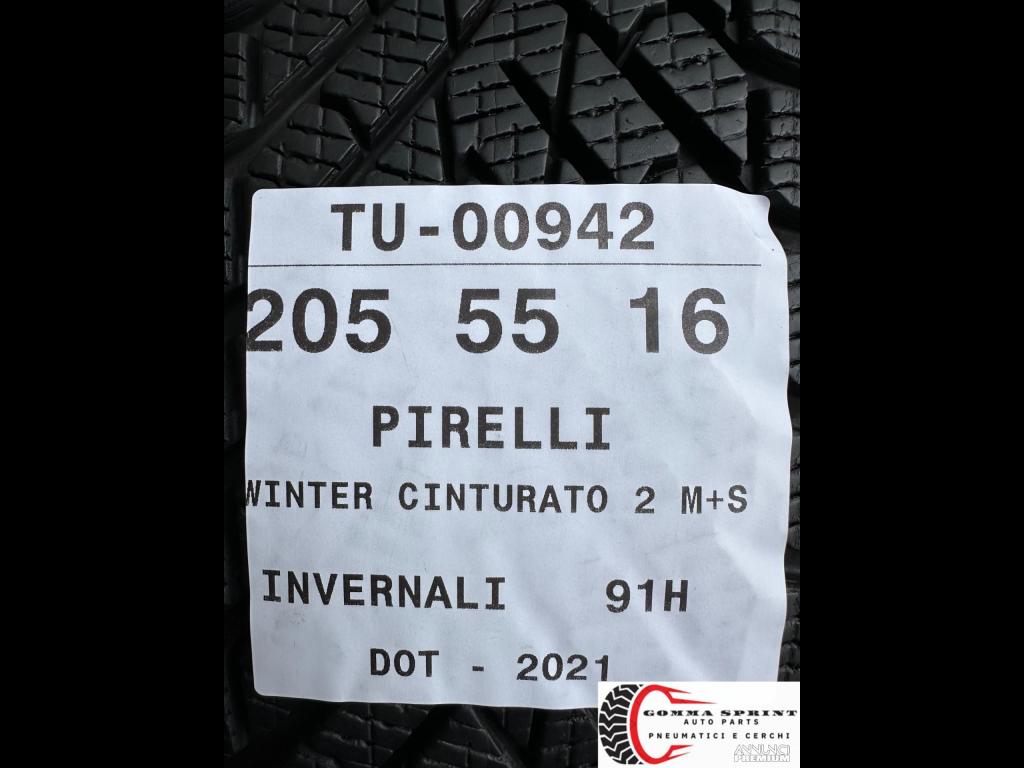 TU-00942
205 55 16
PIRELLI
WINTER CINTURATO 2 M+S
INVERNALI 91H
DOT - 2021
GOMMA SPRINT
AUTO PARTS
PNEUMATICI E CERCHI
ANNUNCI
PREMIUM